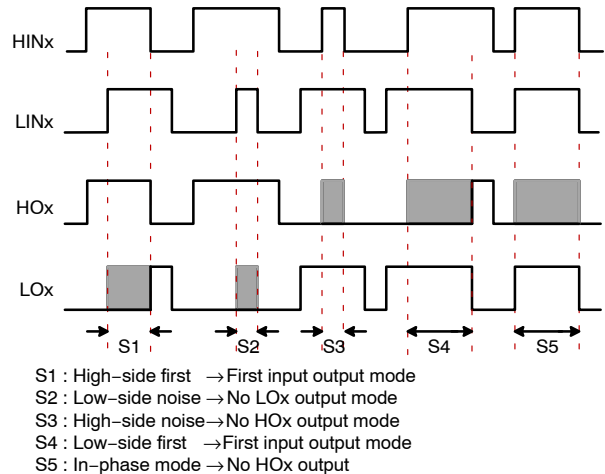 HINx
LINx
HOx
LOx
S1 S2 S3 S4 S5
S1 : High−side first →First input output mode
S2 : Low−side noise→No LOx output mode
S3 : High−side noise→No HOx output mode
S4 : Low−side first →First input output mode
S5 : In−phase mode→No HOx output